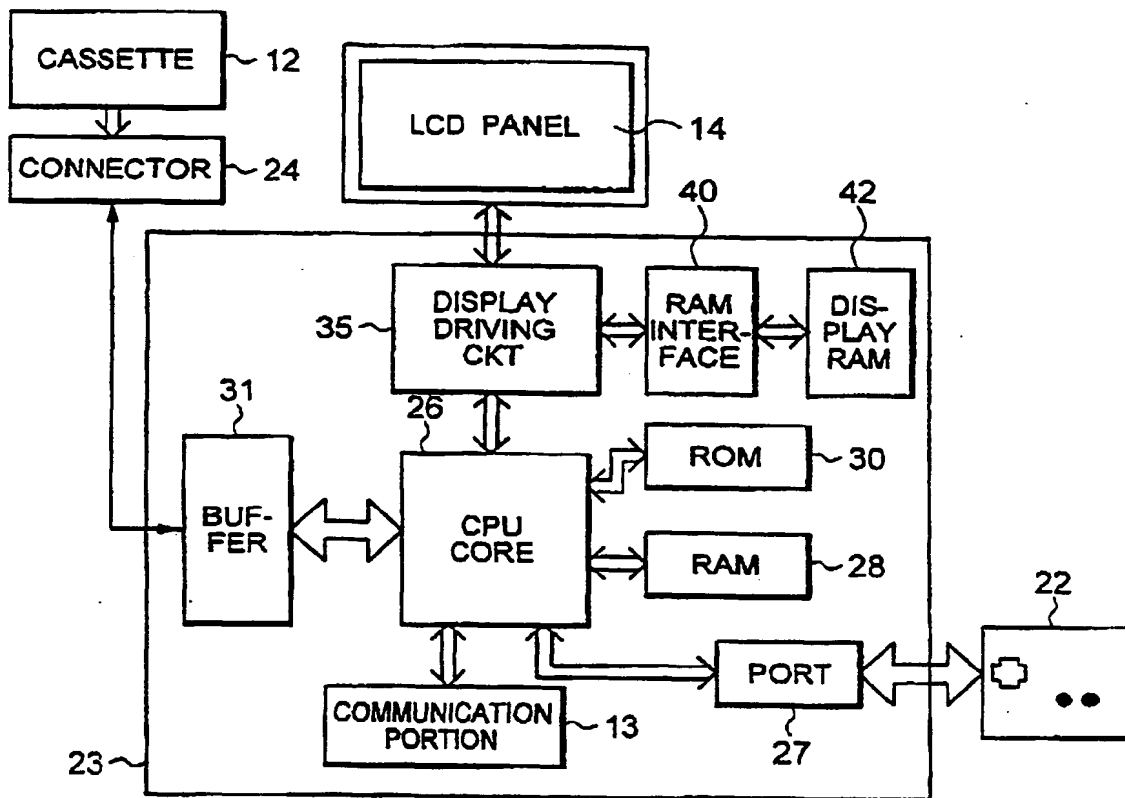 CASSETTE
12
LCD PANEL
14
CONNECTOR
24
40
42
DISPLAY
DRIVING
CKT
35
RAM
INTER-
FACE
DIS-
PLAY
RAM
31
26
ROM
30
BUF-
FER
CPU
CORE
RAM
28
22
PORT
27
COMMUNICATION
PORTION
13
23